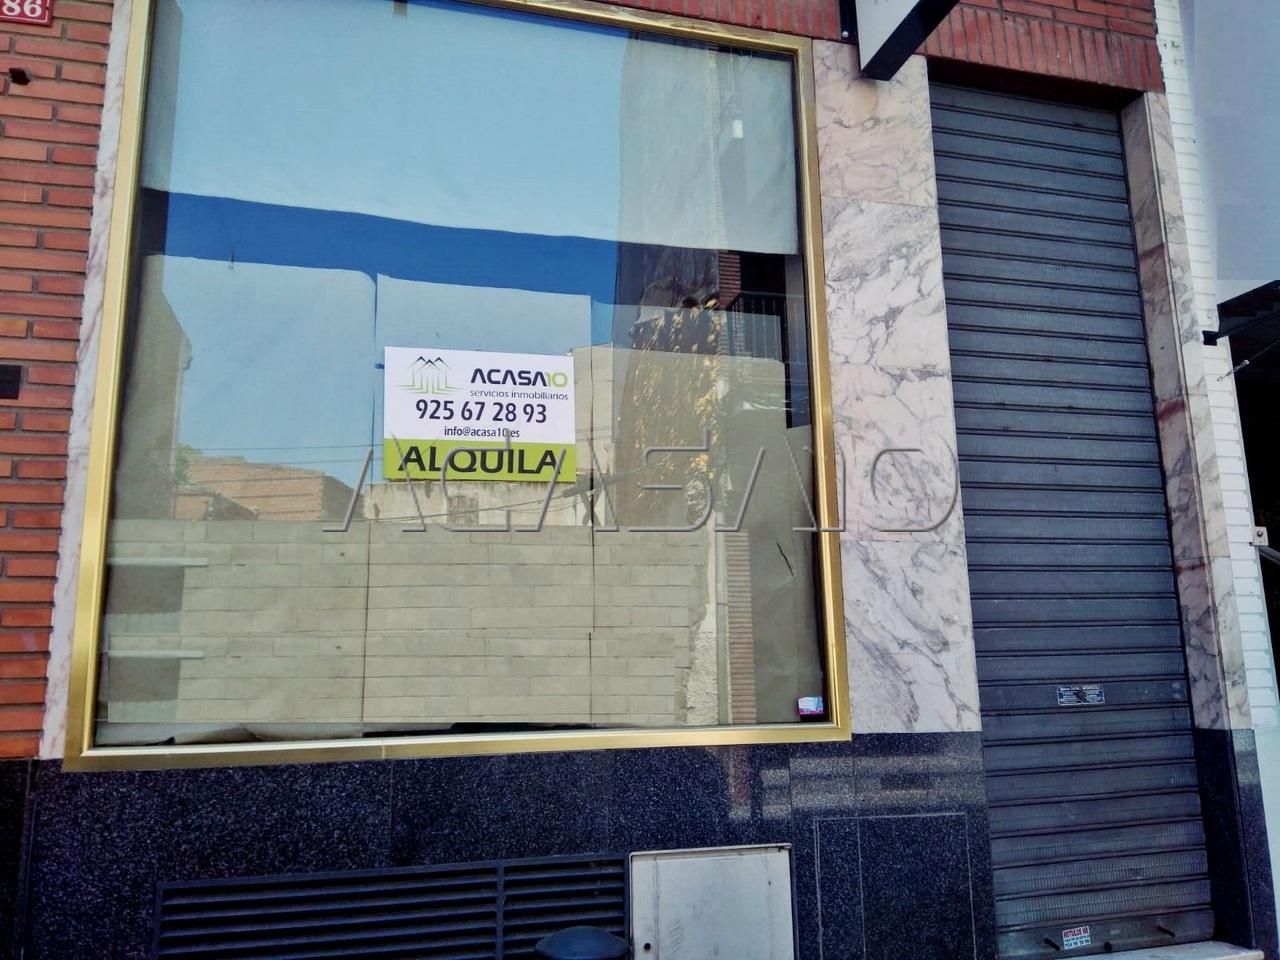 86
ACASA10
servicios inmobiliarios
925 67 28 93
info@acasa10.es
ALQUILA
ACASA10